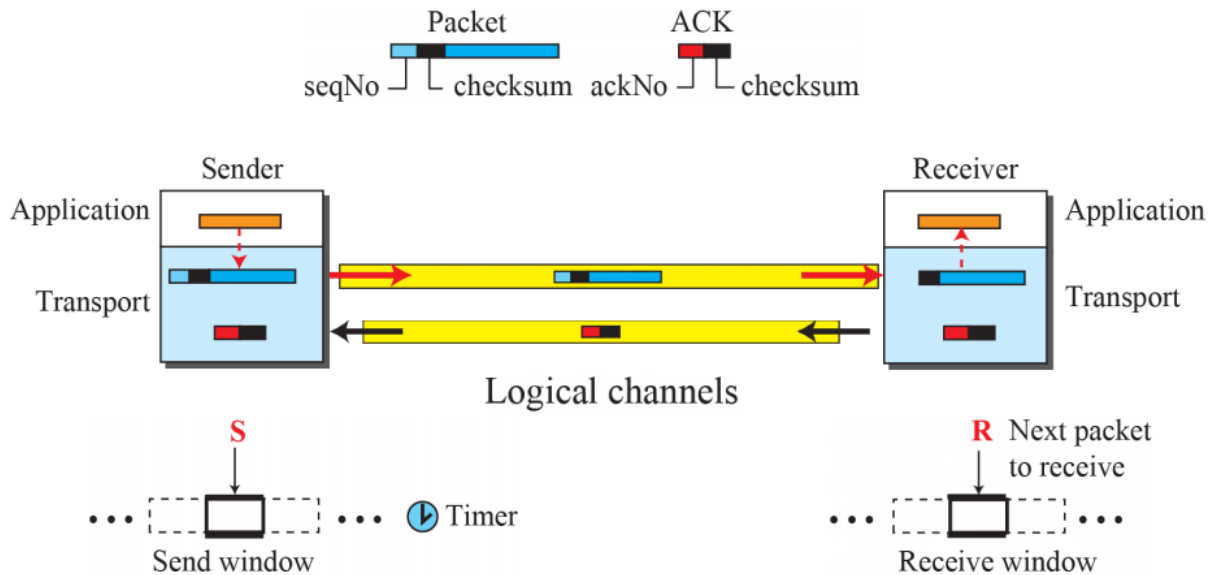 Packet
ACK
seqNo
checksum
ackNo
checksum
Sender
Receiver
Application
Application
Transport
Transport
Logical channels
S
R
Next packet
to receive
Timer
Send window
Receive window